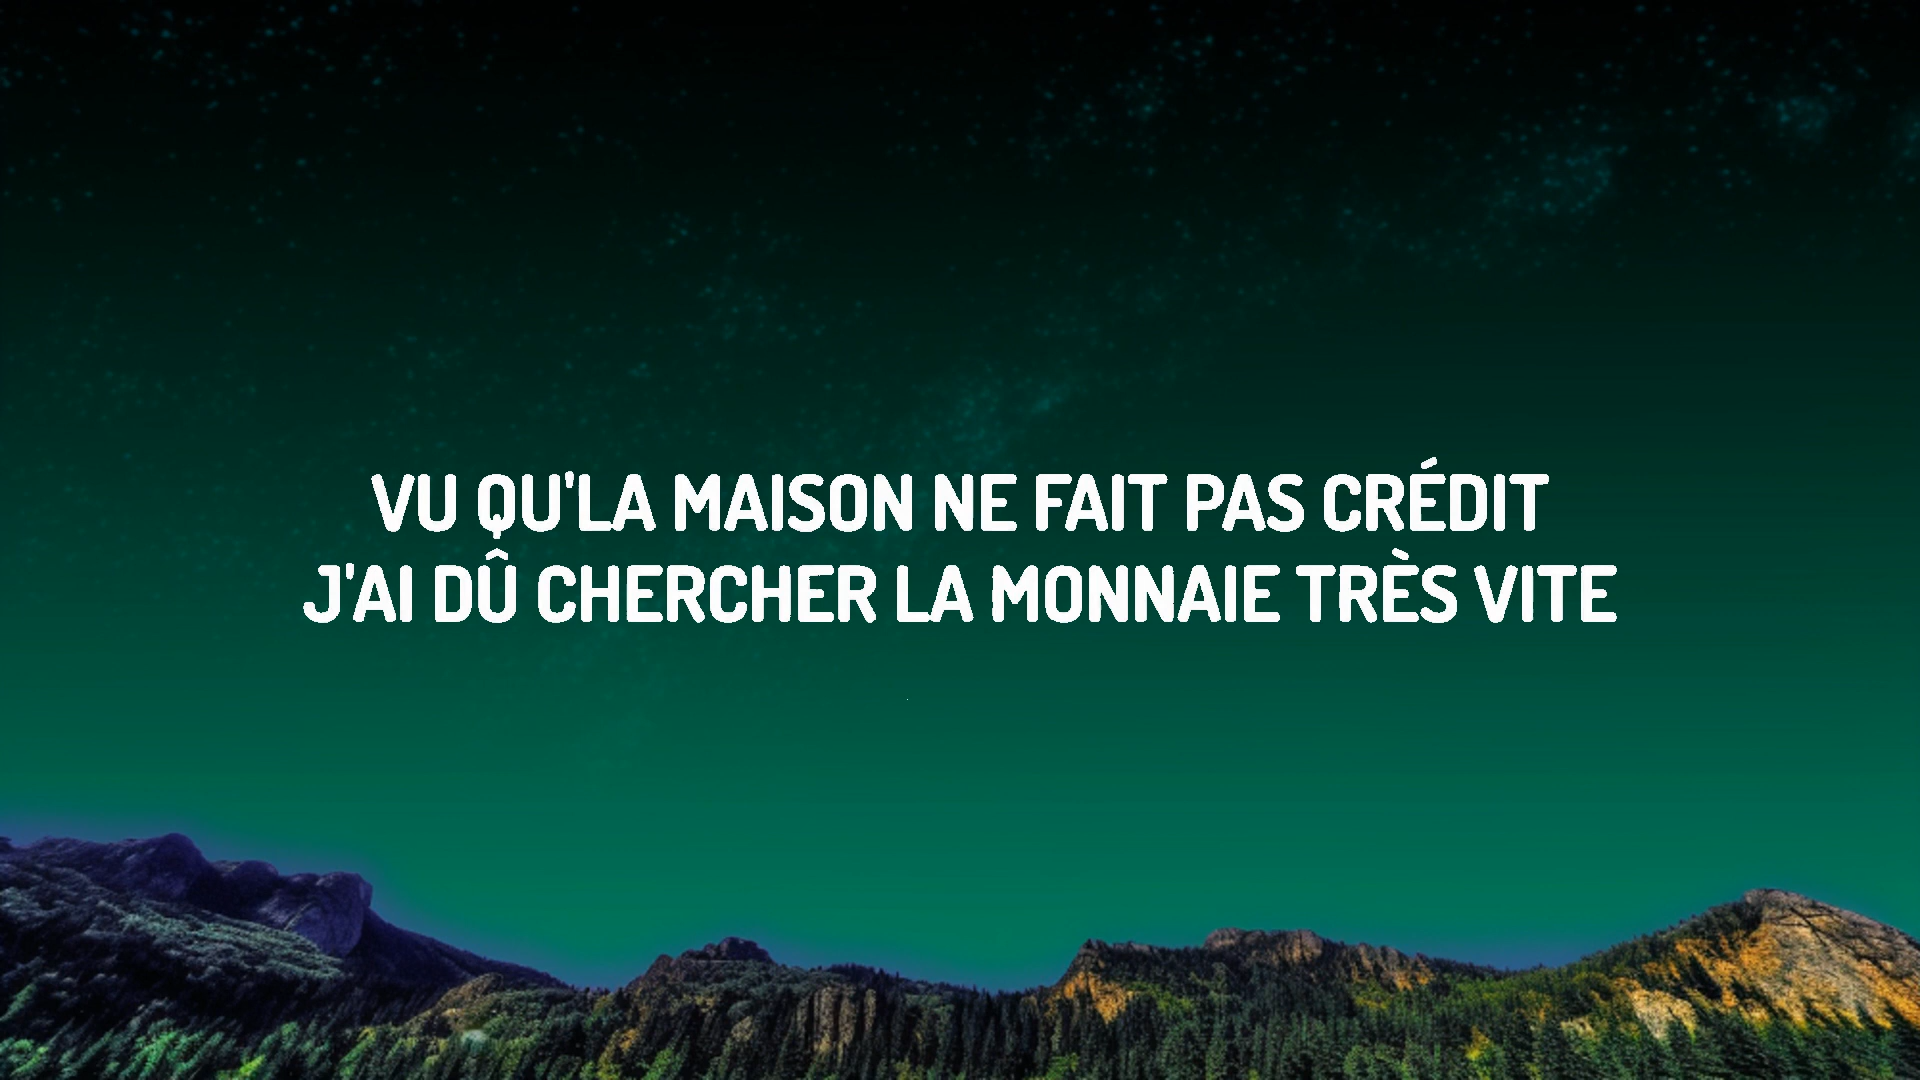 VU QU'LA MAISON NE FAIT PAS CRÉDIT
J'AI DÛ CHERCHER LA MONNAIE TRÈS VITE